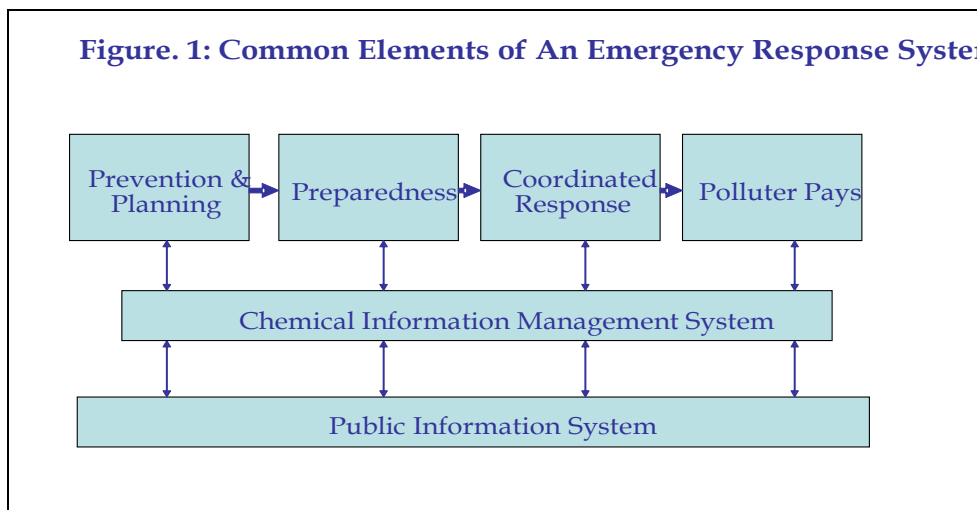 Figure. 1: Common Elements of An Emergency Response
Prevention &
Planning
Preparedness
Coordinated
Response
Polluter Pays
Chemical Information Management System
Public Information System